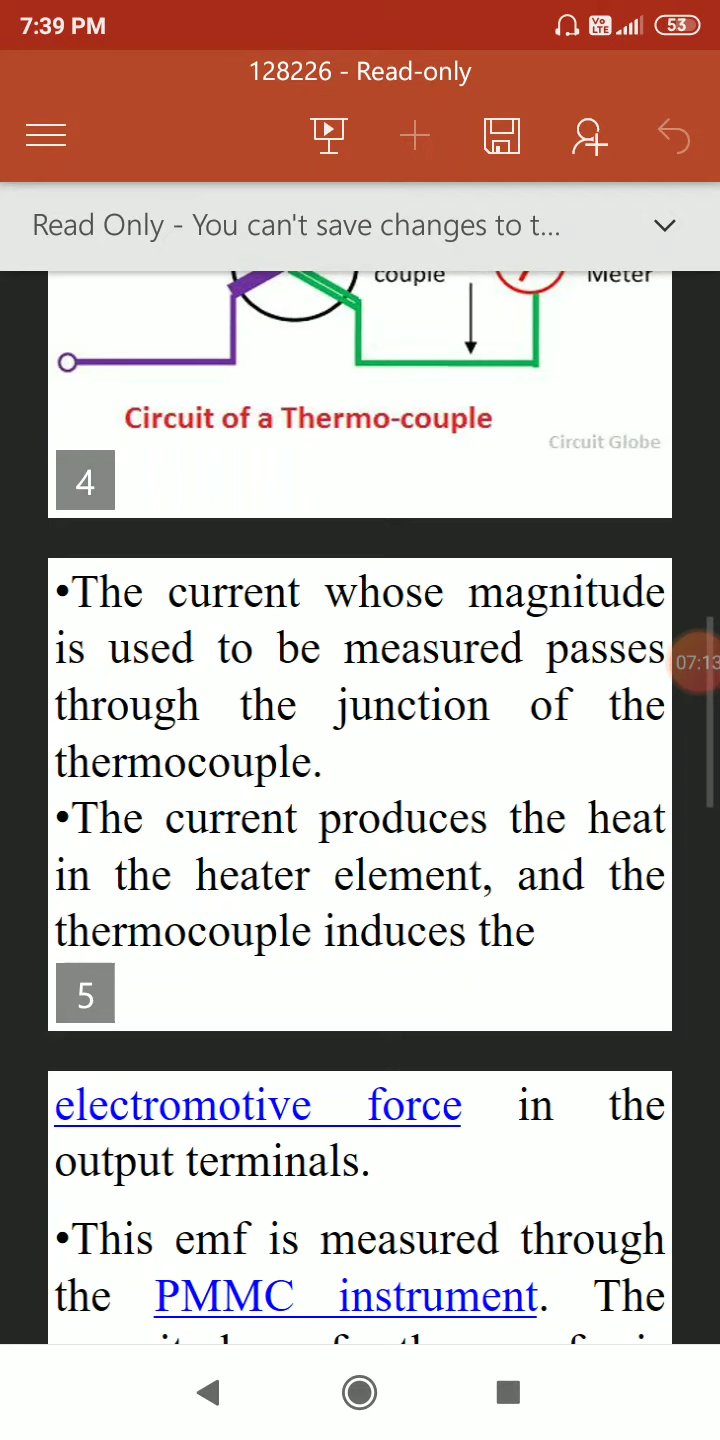 7:39 PM
Vo LTE
53
128226 - Read-only
Read Only - You can't save changes to t...
couple
Meter
Circuit of a Thermo-couple
Circuit Globe
4
•The current whose magnitude
is used to be measured passes
through the junction of the
thermocouple.
07:13
•The current produces the heat
in the heater element, and the
thermocouple induces the
5
electromotive force in the
output terminals.
•This emf is measured through
the PMMC instrument. The